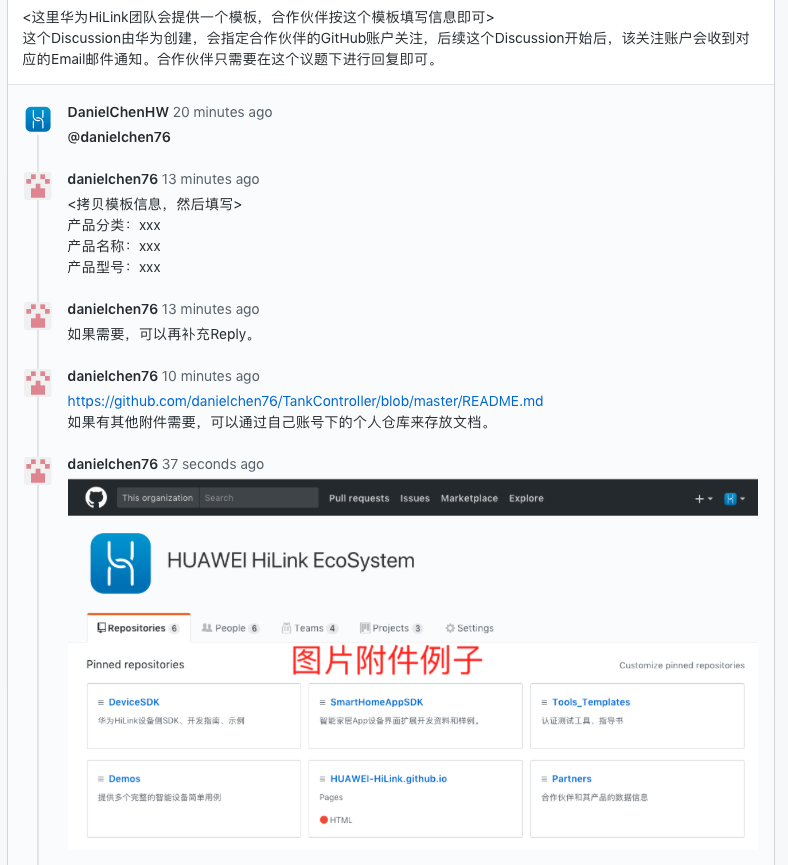 <这里华为HiLink团队会提供一个模板，合作伙伴按这个模板填写信息即可>
这个Discussion由华为创建，会指定合作伙伴的GitHub账户关注，后续这个Discussion开始后，该关注账户会收到对
应的Email邮件通知。合作伙伴只需要在这个议题下进行回复即可。
DanielChenHW 20 minutes ago
@danielchen76
danielchen76 13 minutes ago
<拷贝模板信息，然后填写>
产品分类：xxx
产品名称：xxx
产品型号：xxx
danielchen76 13 minutes ago
如果需要，可以再补充Reply。
danielchen76 10 minutes ago
https://github.com/danielchen76/TankController/blob/master/README.md
如果有其他附件需要，可以通过自己账号下的个人仓库来存放文档。
danielchen76 37 seconds ago
This organization Search Pull requests Issues Marketplace Explore
HUAWEI HiLink EcoSystem
Repositories 6 People 6 Teams 4 Projects 3 Settings
图片附件例子
Pinned repositories Customize pinned repositories
DeviceSDK SmartHomeAppSDK Tools_Templates
华为HiLink设备侧SDK、开发指南、示例 智能家居App设备界面扩展开发资料和样例。 认证测试工具、指导书
Demos HUAWEI-HiLink.github.io Partners
提供多个完整的智能设备简单用例 Pages 合作伙伴和其产品的数据信息
HTML